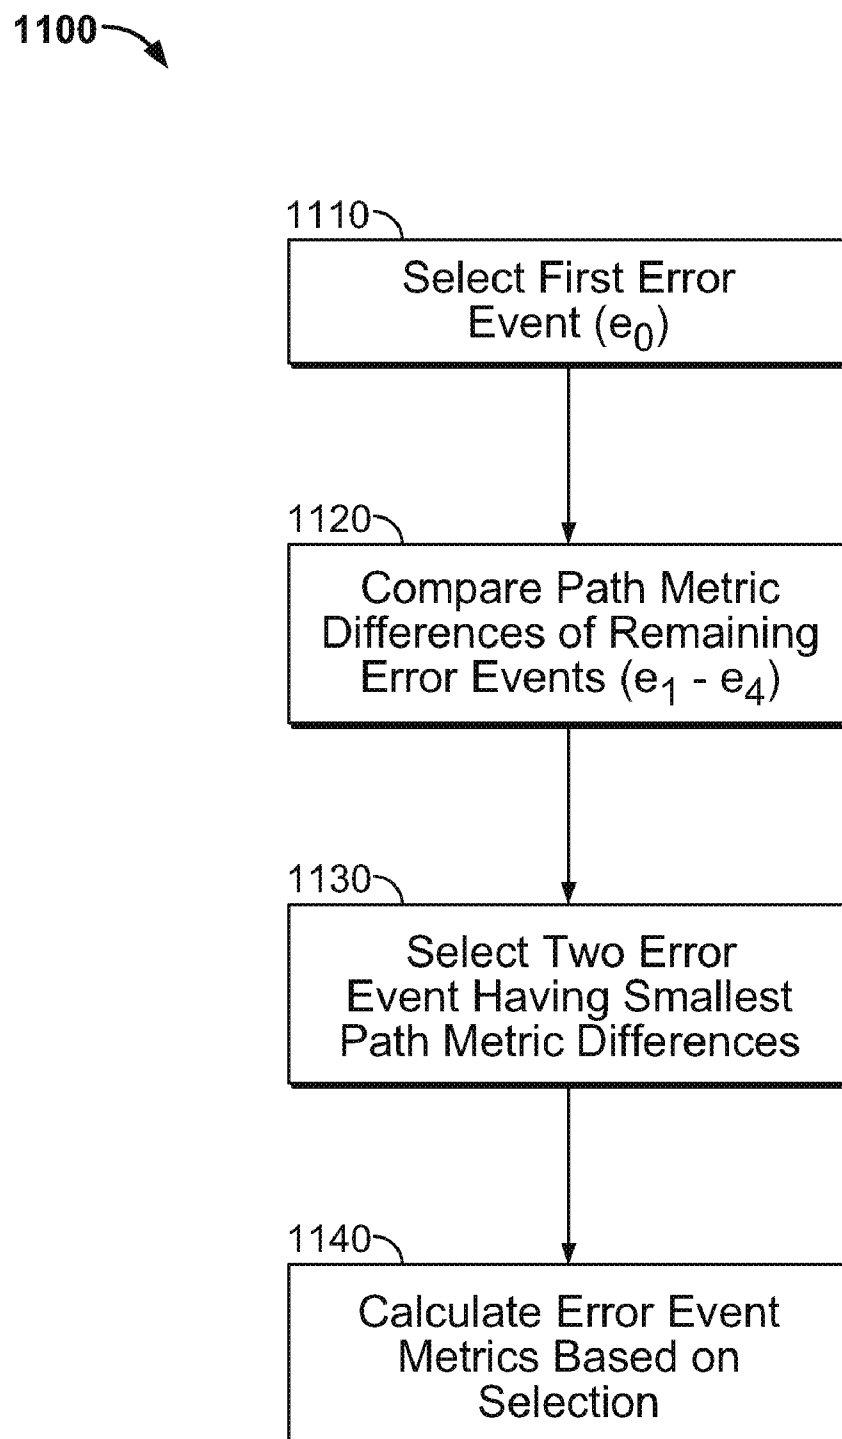 1100
1110
Select First Error
Event (e0)
1120
Compare Path Metric
Differences of Remaining
Error Events (e1 - e4)
1130
Select Two Error
Event Having Smallest
Path Metric Differences
1140
Calculate Error Event
Metrics Based on
Selection